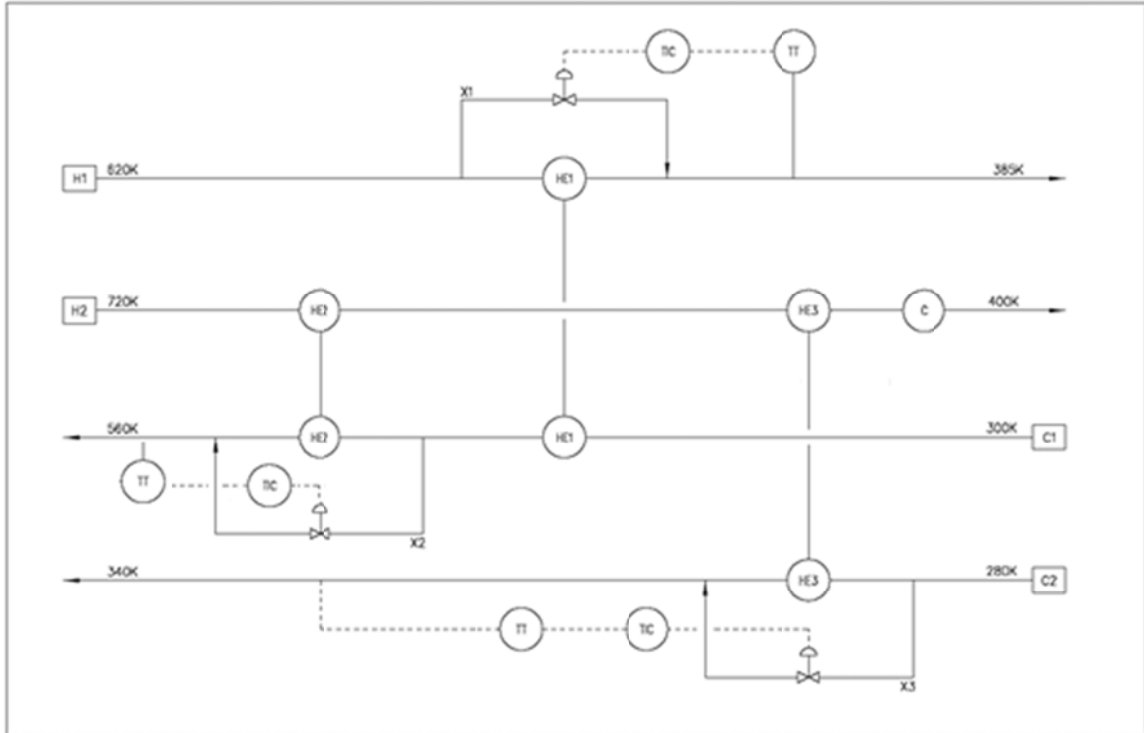 TIC TT
X1
H1 620K HE1 385K
H2 720K HE2 HE3 C 400K
560K HE2 HE1 300K C1
TT TIC
X2
340K HE3 280K C2
TT TIC
X3